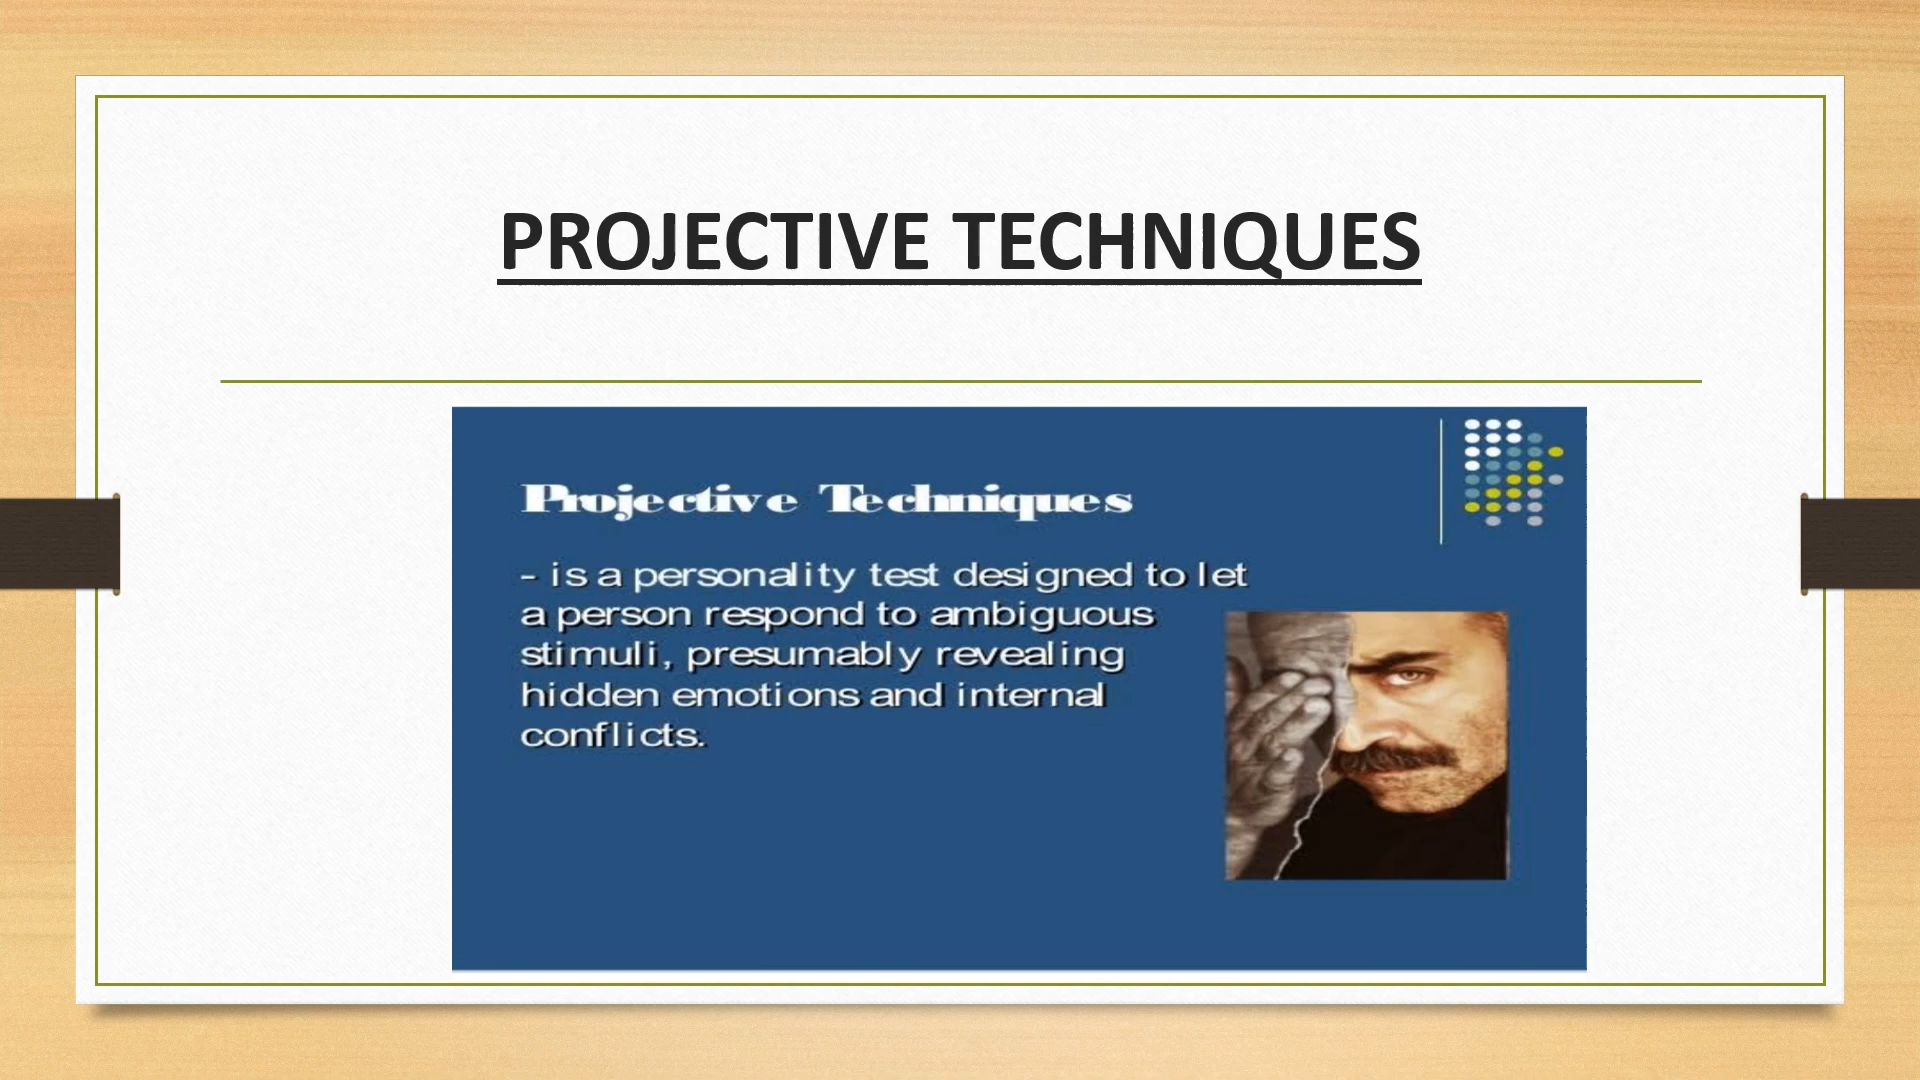 PROJECTIVE TECHNIQUES
Projective Techniques
- is a personality test designed to let
a person respond to ambiguous
stimuli, presumably revealing
hidden emotions and internal
conflicts.